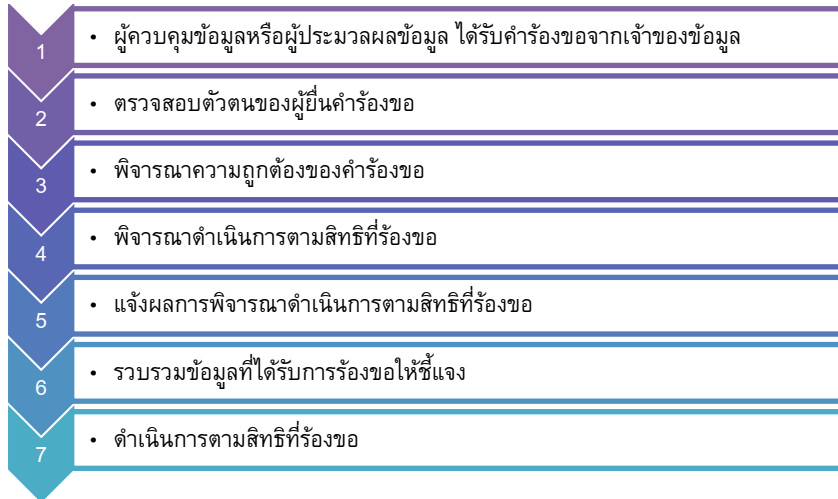 1
• ผู้ควบคุมข้อมูลหรือผู้ประมวลผลข้อมูล ได้รับคำร้องขอจากเจ้าของข้อมูล
2
• ตรวจสอบตัวตนของผู้ยื่นคำร้องขอ
3
• พิจารณาความถูกต้องของคำร้องขอ
4
• พิจารณาดำเนินการตามสิทธิที่ร้องขอ
5
• แจ้งผลการพิจารณาดำเนินการตามสิทธิที่ร้องขอ
6
• รวบรวมข้อมูลที่ได้รับการร้องขอให้ชี้แจง
7
• ดำเนินการตามสิทธิที่ร้องขอ